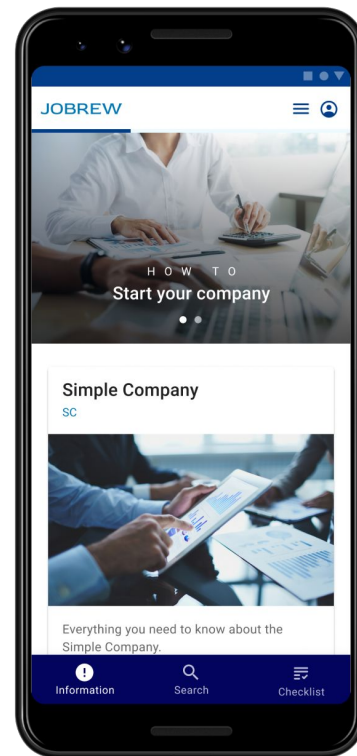 JOBREW
HOW TO
Start your company
Simple Company
SC
Everything you need to know about the
Simple Company.
Information
Search
Checklist